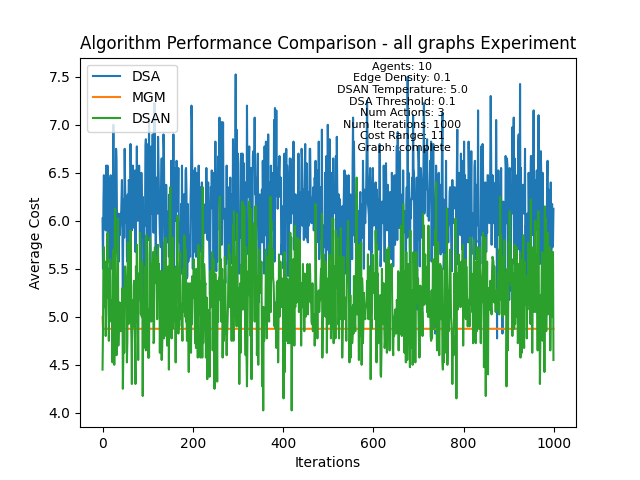 Algorithm Performance Comparison - all graphs Experiment
DSA
MGM
DSAN
Agents: 10
Edge Density: 0.1
DSAN Temperature: 5.0
DSA Threshold: 0.1
Num Actions: 3
Num Iterations: 1000
Cost Range: 11
Graph: complete
Average Cost
7.5
7.0
6.5
6.0
5.5
5.0
4.5
4.0
0
200
400
600
800
1000
Iterations